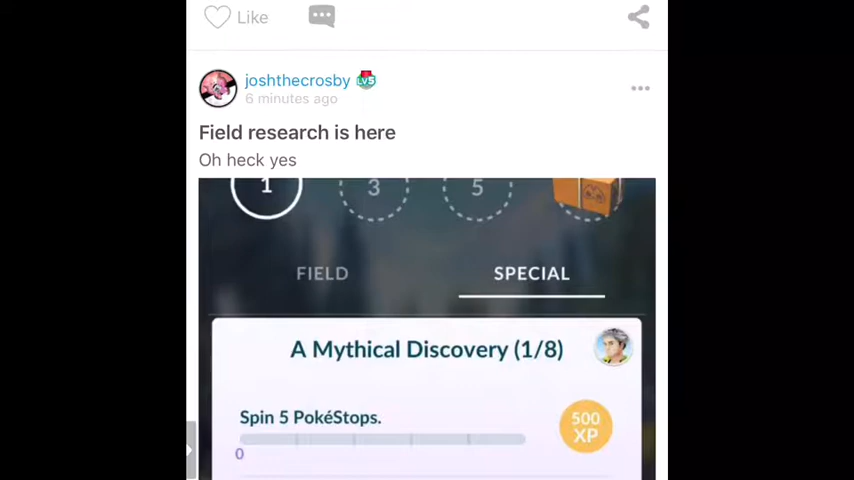 Like
joshthecrosby LV5
6 minutes ago
Field research is here
Oh heck yes
1 3 5
FIELD SPECIAL
A Mythical Discovery (1/8)
Spin 5 PokéStops.
500
XP
0